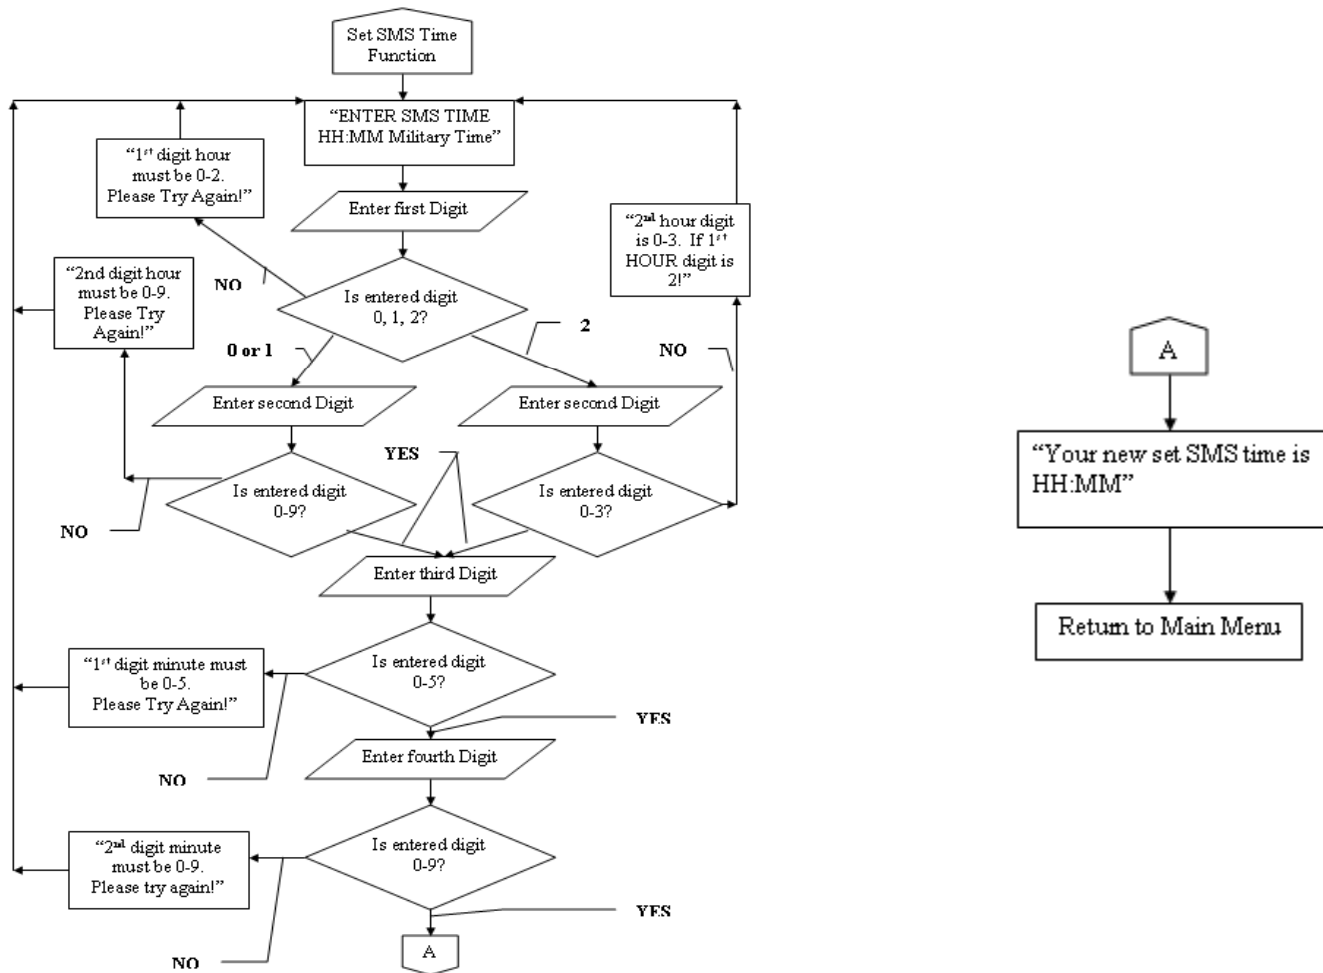 Set SMS Time
Function
“ENTER SMS TIME
HH:MM Military Time”
“1st digit hour
must be 0-2.
Please Try Again!”
Enter first Digit
“2nd hour digit
is 0-3. If 1st
HOUR digit is
2!”
“2nd digit hour
must be 0-9.
Please Try
Again!”
NO
Is entered digit
0, 1, 2?
2
0 or 1
NO
Enter second Digit
Enter second Digit
YES
Is entered digit
0-9?
Is entered digit
0-3?
NO
Enter third Digit
“1st digit minute must
be 0-5.
Please Try Again!”
Is entered digit
0-5?
YES
NO
Enter fourth Digit
“2nd digit minute
must be 0-9.
Please try again!”
Is entered digit
0-9?
YES
NO
A
A
“Your new set SMS time is
HH:MM”
Return to Main Menu